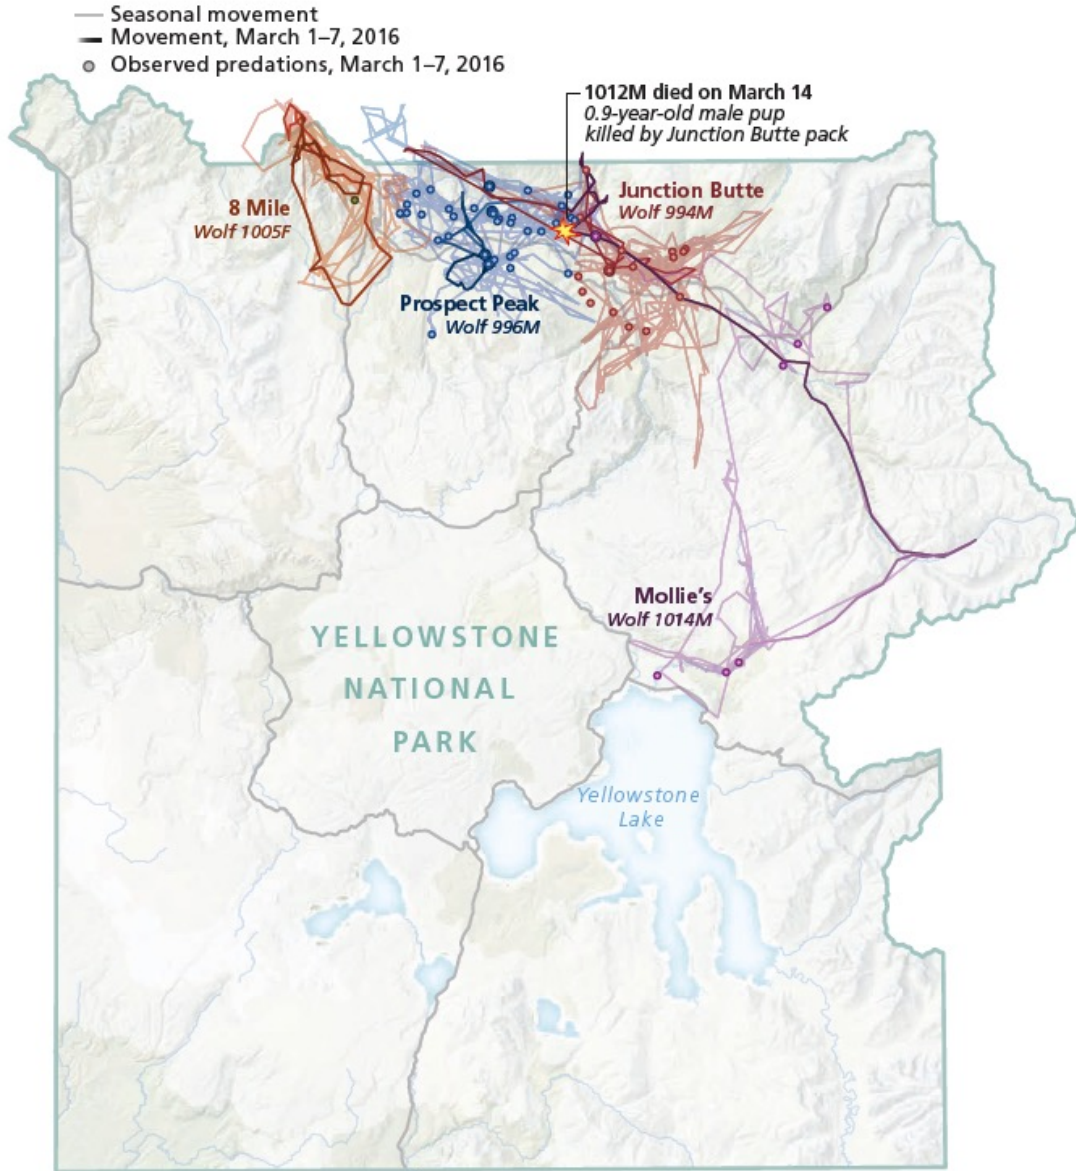 Seasonal movement
Movement, March 1–7, 2016
Observed predations, March 1–7, 2016
1012M died on March 14
0.9-year-old male pup
killed by Junction Butte pack
8 Mile
Wolf 1005F
Junction Butte
Wolf 994M
Prospect Peak
Wolf 996M
Mollie’s
Wolf 1014M
YELLOWSTONE
NATIONAL
PARK
Yellowstone
Lake